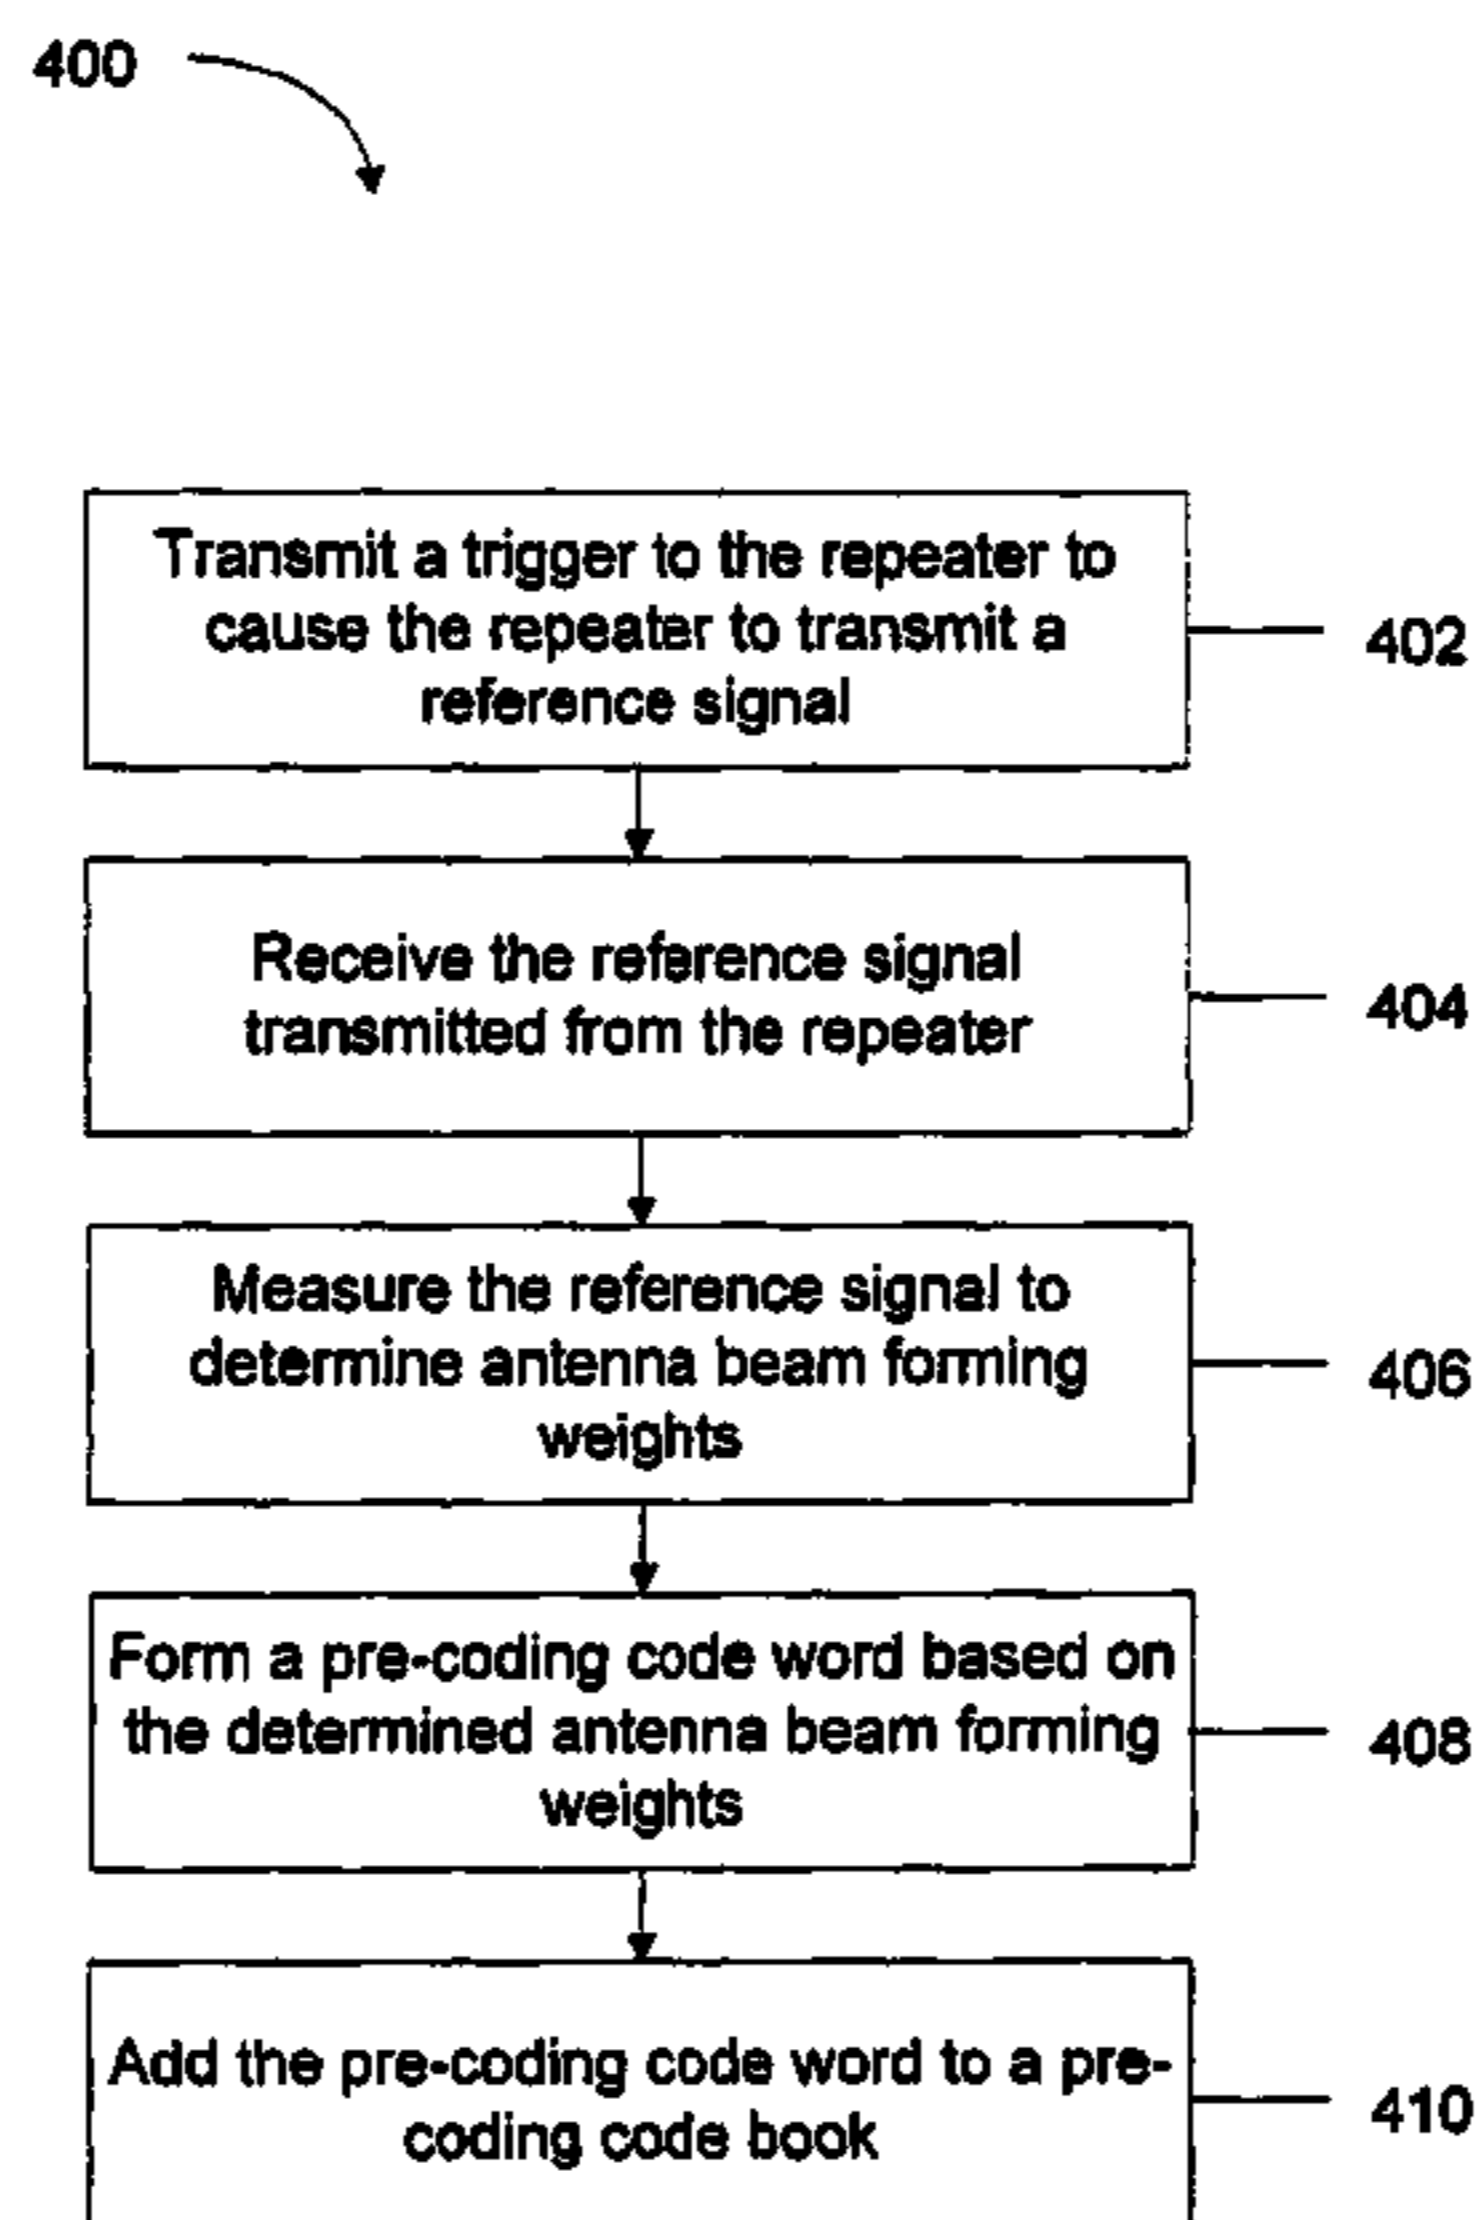 400
Transmit a trigger to the repeater to
cause the repeater to transmit a
reference signal
402
Receive the reference signal
transmitted from the repeater
404
Measure the reference signal to
determine antenna beam forming
weights
406
Form a pre-coding code word based on
the determined antenna beam forming
weights
408
Add the pre-coding code word to a pre-
coding code book
410